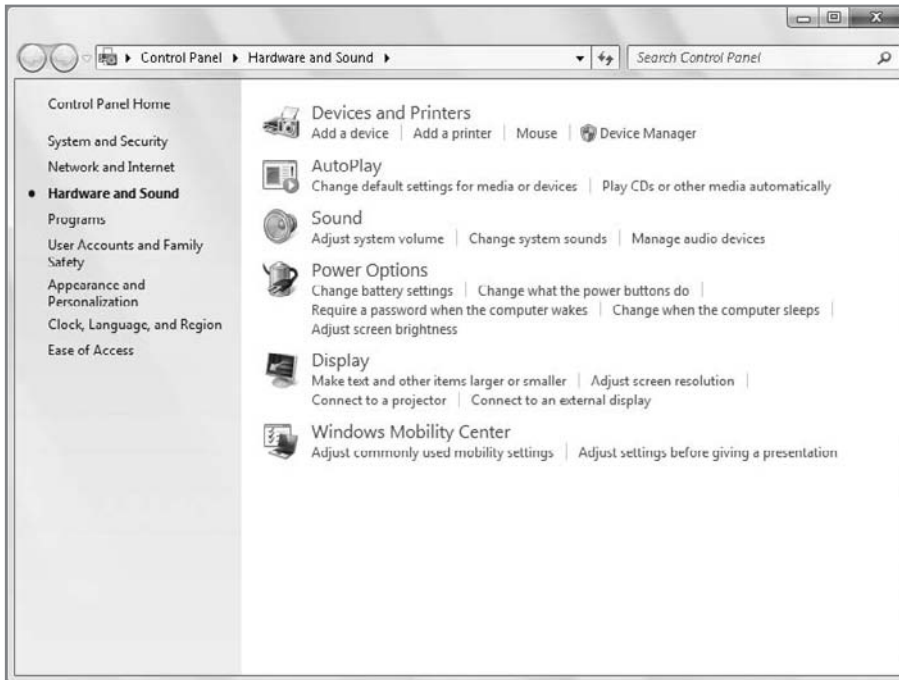 Control Panel Hardware and Sound Search Control Panel
Control Panel Home
System and Security
Network and Internet
Hardware and Sound
Programs
User Accounts and Family
Safety
Appearance and
Personalization
Clock, Language, and Region
Ease of Access
Devices and Printers
Add a device Add a printer Mouse Device Manager
AutoPlay
Change default settings for media or devices Play CDs or other media automatically
Sound
Adjust system volume Change system sounds Manage audio devices
Power Options
Change battery settings Change what the power buttons do
Require a password when the computer wakes Change when the computer sleeps
Adjust screen brightness
Display
Make text and other items larger or smaller Adjust screen resolution
Connect to a projector Connect to an external display
Windows Mobility Center
Adjust commonly used mobility settings Adjust settings before giving a presentation